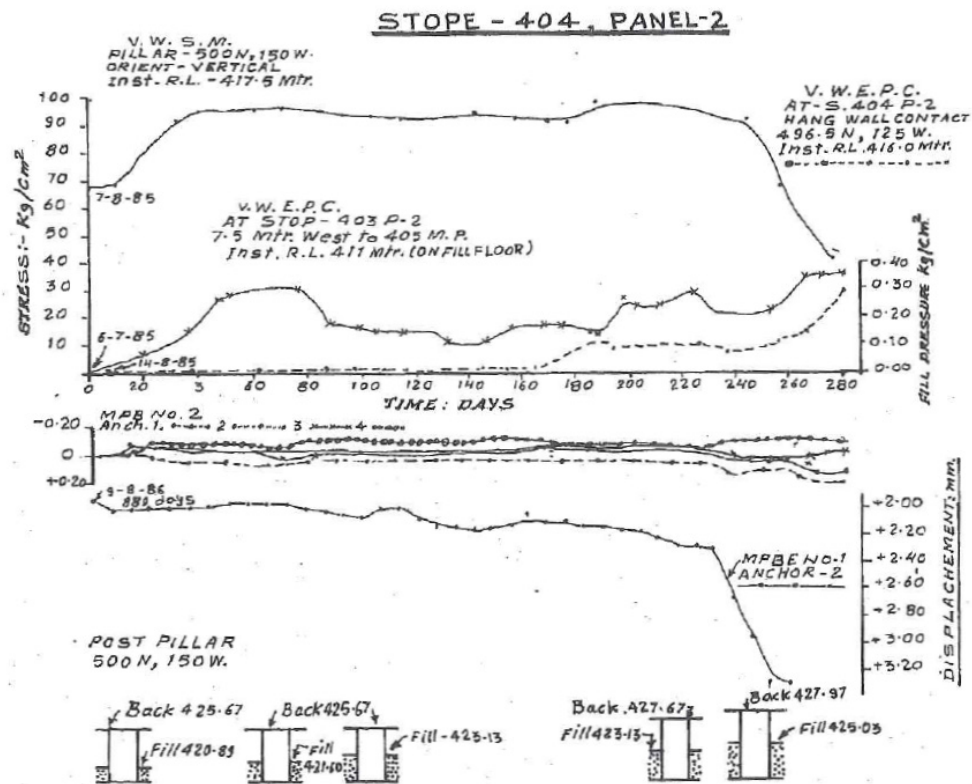 STOPE - 404, PANEL-2
V.W.S.M.
PILLAR-500N,150W.
ORIENT-VERTICAL
Inst. R.L. -417.5 Mtr.
V.W.E.P.C.
AT-S.404 P-2
HANG WALL CONTACT
496.5 N, 125 W.
Inst. R.L. 416.0 Mtr.
100
90
80
70
60
50
40
30
20
10
0
STRESS:- Kg/cm²
7-8-85
V.W.E.P.C.
AT STOP-403 P-2
7.5 Mtr. West to 405 M.P.
Inst. R.L. 411 Mtr. (ON FILL FLOOR)
6-7-85
14-8-85
0.40
0.30
0.20
0.10
0.00
FILL PRESSURE Kg/cm²
0 20 40 60 3 80 100 120 140 160 180 200 220 240 260 280
TIME: DAYS
MPB NO. 2
Anch. 1. 2 3 4
-0.20
0
+0.20
9-8-86
880 days
+2.00
+2.20
+2.40
+2.60
+2.80
+3.00
+3.20
DISPLACHEMENT: mm.
MPBE NO.1
ANCHOR-2
POST PILLAR
500 N, 150 W.
Back 425.67
Fill 420.89
Back 425.67
Fill
421.60
Fill-423.13
Back 427.67
Fill 423.13
Back 427.97
Fill 425.03